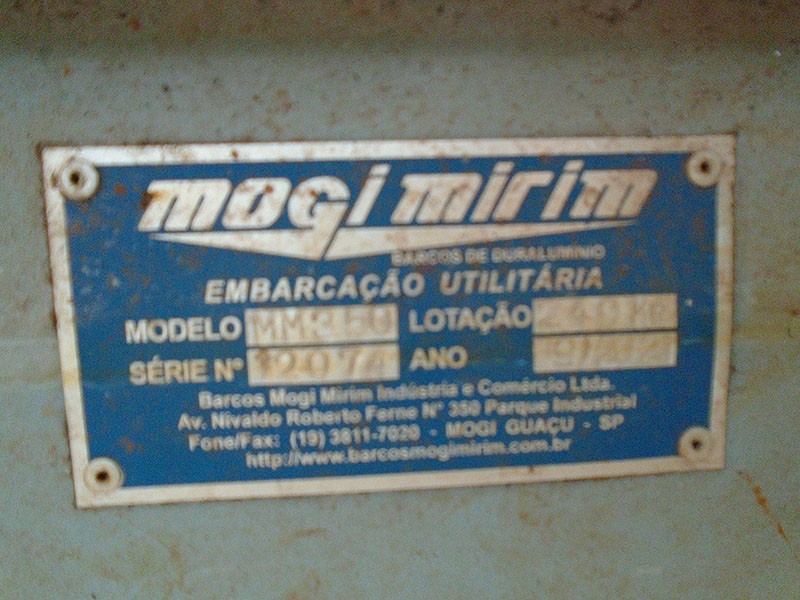 mogi mirim
BARCOS DE DURALUMÍNIO
EMBARCAÇÃO UTILITÁRIA
MODELO LOTAÇÃO
SÉRIE Nº 12074 ANO
Barcos Mogi Mirim Indústria e Comércio Ltda.
Av. Nivaldo Roberto Ferne Nº 350 Parque Industrial
Fone/Fax: (19) 3811-7020 - MOGI GUAÇU - SP
http://www.barcosmogimirim.com.br